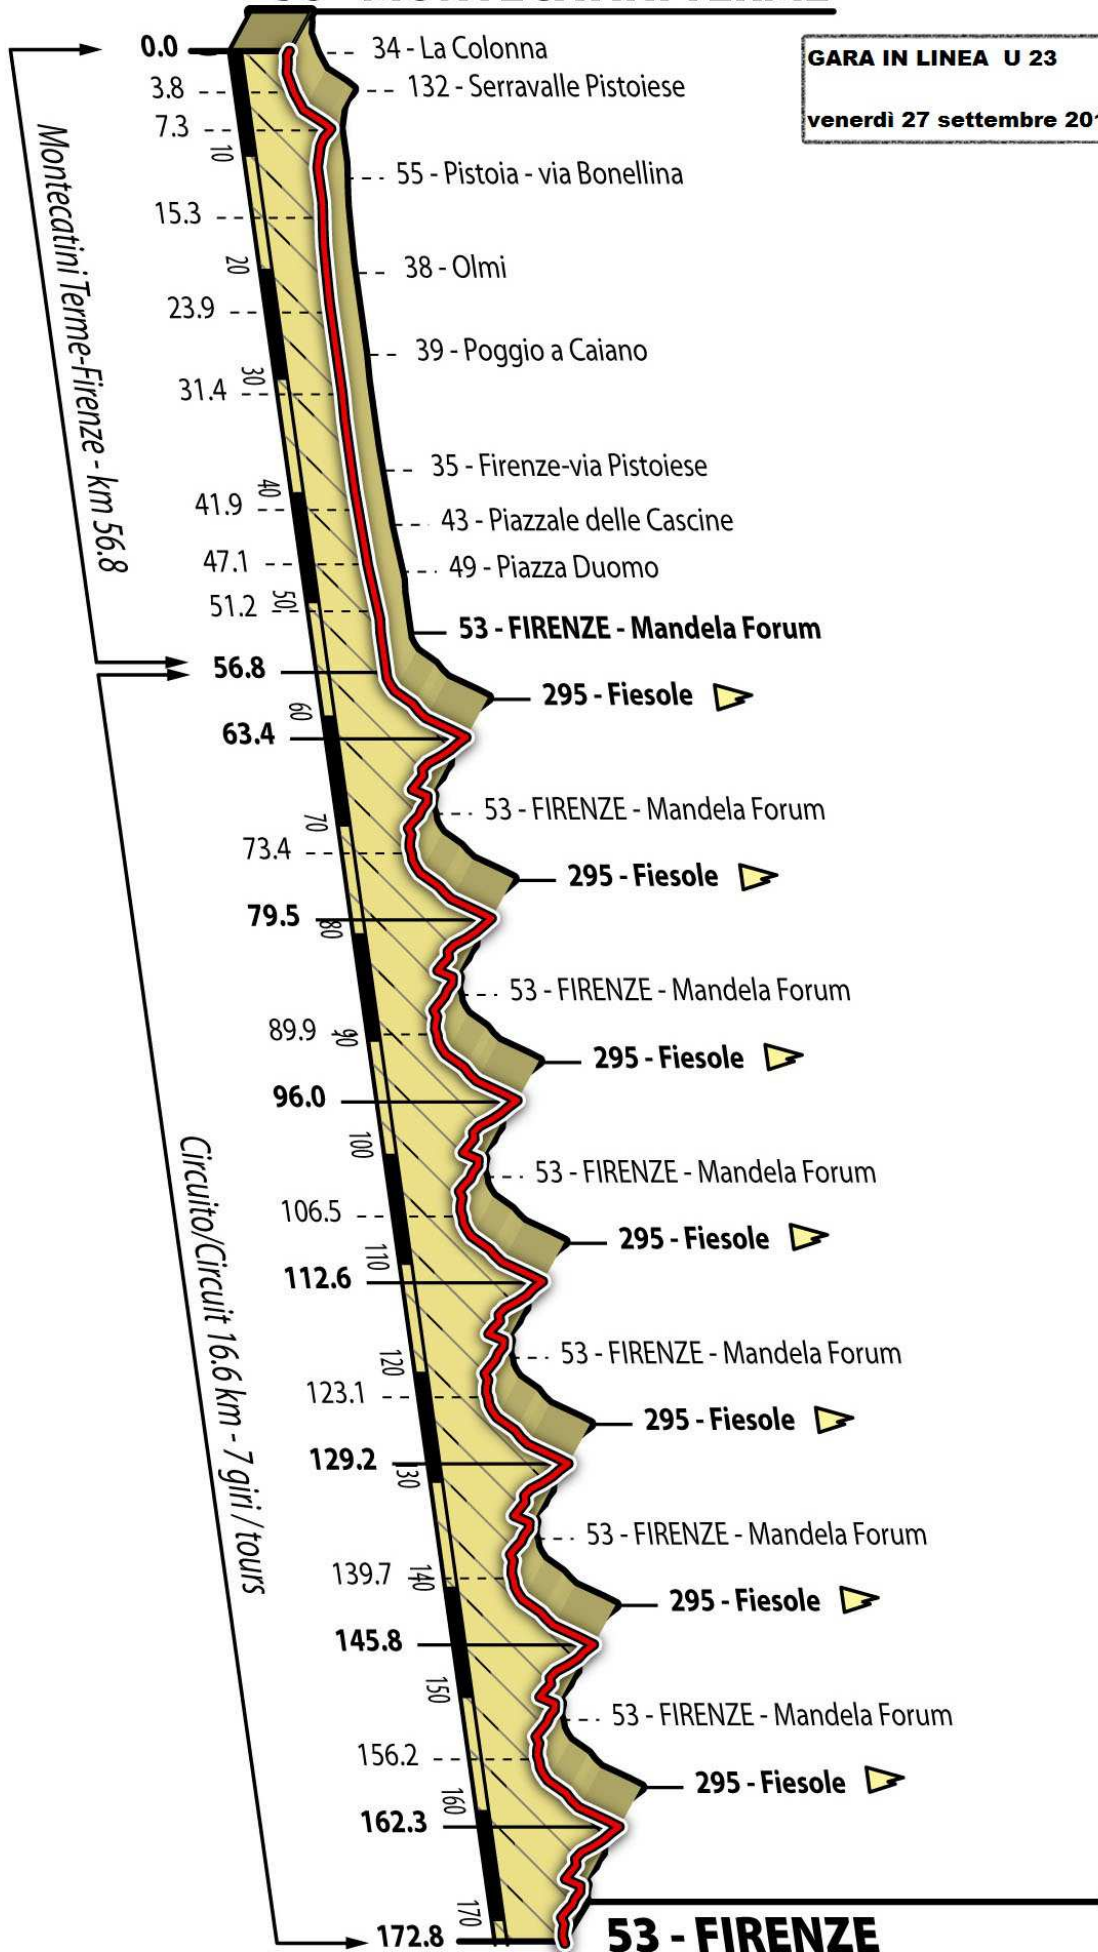 MONTECATINI TERME
GARA IN LINEA U 23
venerdì 27 settembre 201
0.0
34 - La Colonna
3.8
132 - Serravalle Pistoiese
7.3
10
55 - Pistoia - via Bonellina
15.3
20
38 - Olmi
23.9
39 - Poggio a Caiano
30
31.4
35 - Firenze-via Pistoiese
40
41.9
43 - Piazzale delle Cascine
47.1
49 - Piazza Duomo
50
51.2
53 - FIRENZE - Mandela Forum
Montecatini Terme-Firenze - km 56.8
56.8
295 - Fiesole
60
63.4
53 - FIRENZE - Mandela Forum
70
73.4
295 - Fiesole
79.5
80
53 - FIRENZE - Mandela Forum
89.9
90
295 - Fiesole
96.0
100
53 - FIRENZE - Mandela Forum
106.5
295 - Fiesole
110
112.6
53 - FIRENZE - Mandela Forum
120
123.1
295 - Fiesole
129.2
130
53 - FIRENZE - Mandela Forum
139.7
140
295 - Fiesole
145.8
150
53 - FIRENZE - Mandela Forum
156.2
295 - Fiesole
160
162.3
Circuito/Circuit 16.6 km - 7 giri / tours
170
172.8
53 - FIRENZE